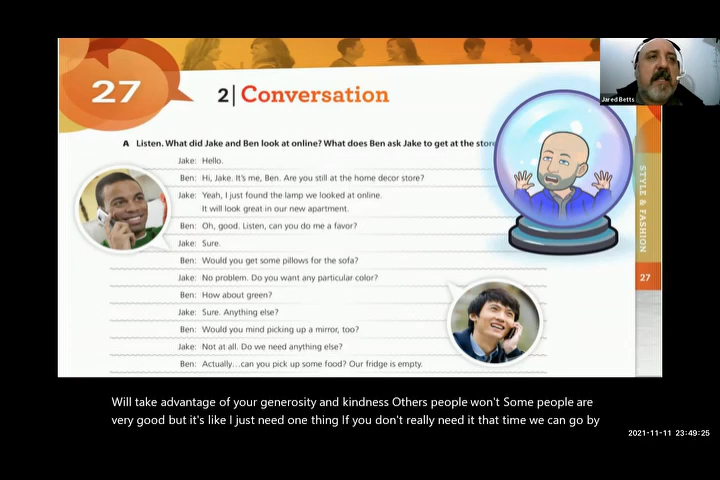 27
2| Conversation
Jared Betts
A Listen. What did Jake and Ben look at online? What does Ben ask Jake to get at the
Jake: Hello.
Ben: Hi, Jake. It's me, Ben. Are you still at the home decor store?
Jake: Yeah, I just found the lamp we looked at online.
It will look great in our new apartment.
Ben: Oh, good. Listen, can you do me a favor?
Jake: Sure.
Ben: Would you get some pillows for the sofa?
Jake: No problem. Do you want any particular color?
Ben: How about green?
Jake: Sure. Anything else?
Ben: Would you mind picking up a mirror, too?
Jake: Not at all. Do we need anything else?
Ben: Actually...can you pick up some food? Our fridge is empty.
STYLE & FASHION
27
Will take advantage of your generosity and kindness Others people won't Some people are
very good but it's like I just need one thing If you don't really need it that time we can go by
2021-11-11 23:49:25